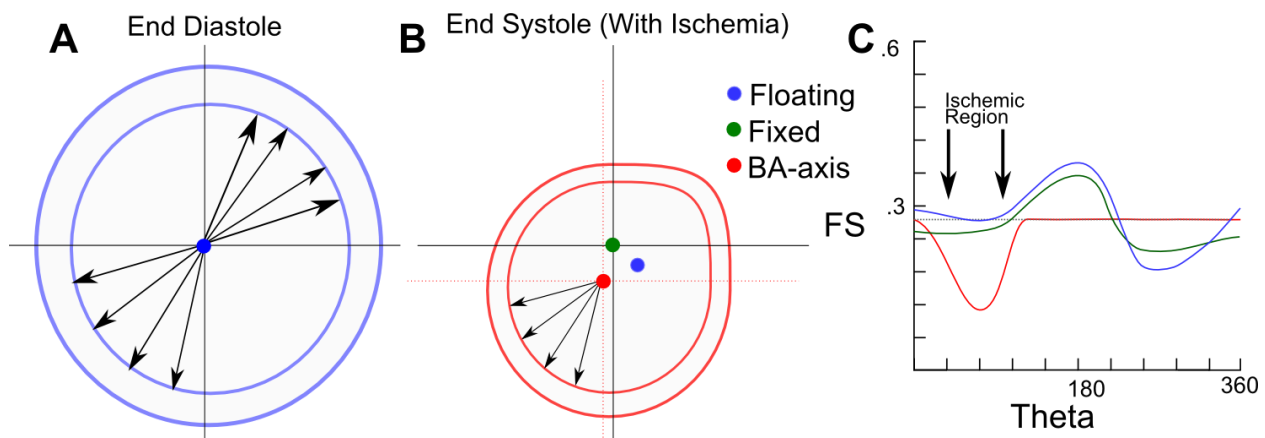 A
End Diastole
B
End Systole (With Ischemia)
Floating
Fixed
BA-axis
C
.6
Ischemic
Region
.3
FS
180
360
Theta